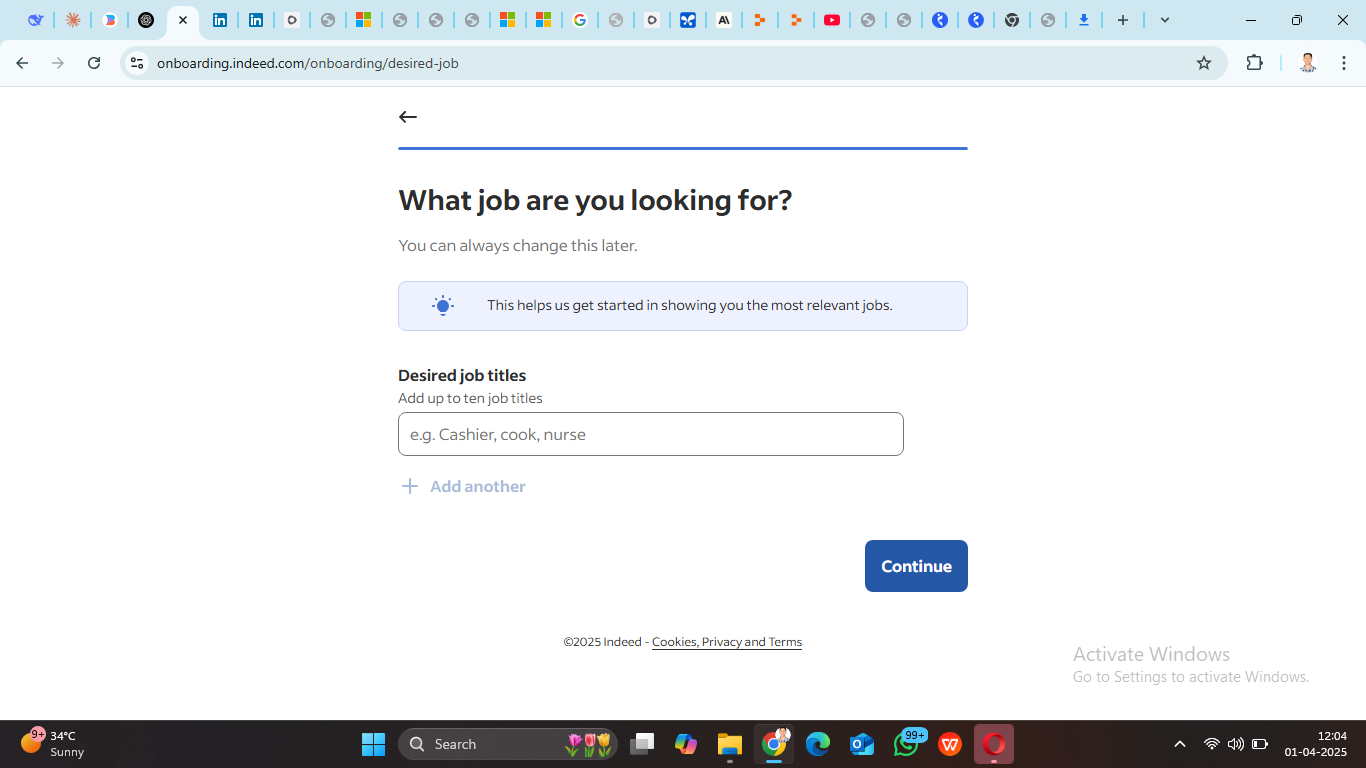 onboarding.indeed.com/onboarding/desired-job
What job are you looking for?
You can always change this later.
This helps us get started in showing you the most relevant jobs.
Desired job titles
Add up to ten job titles
e.g. Cashier, cook, nurse
Add another
Continue
©2025 Indeed - Cookies, Privacy and Terms
Activate Windows
Go to Settings to activate Windows.
9+
34°C
Sunny
Search
99+
12:04
01-04-2025